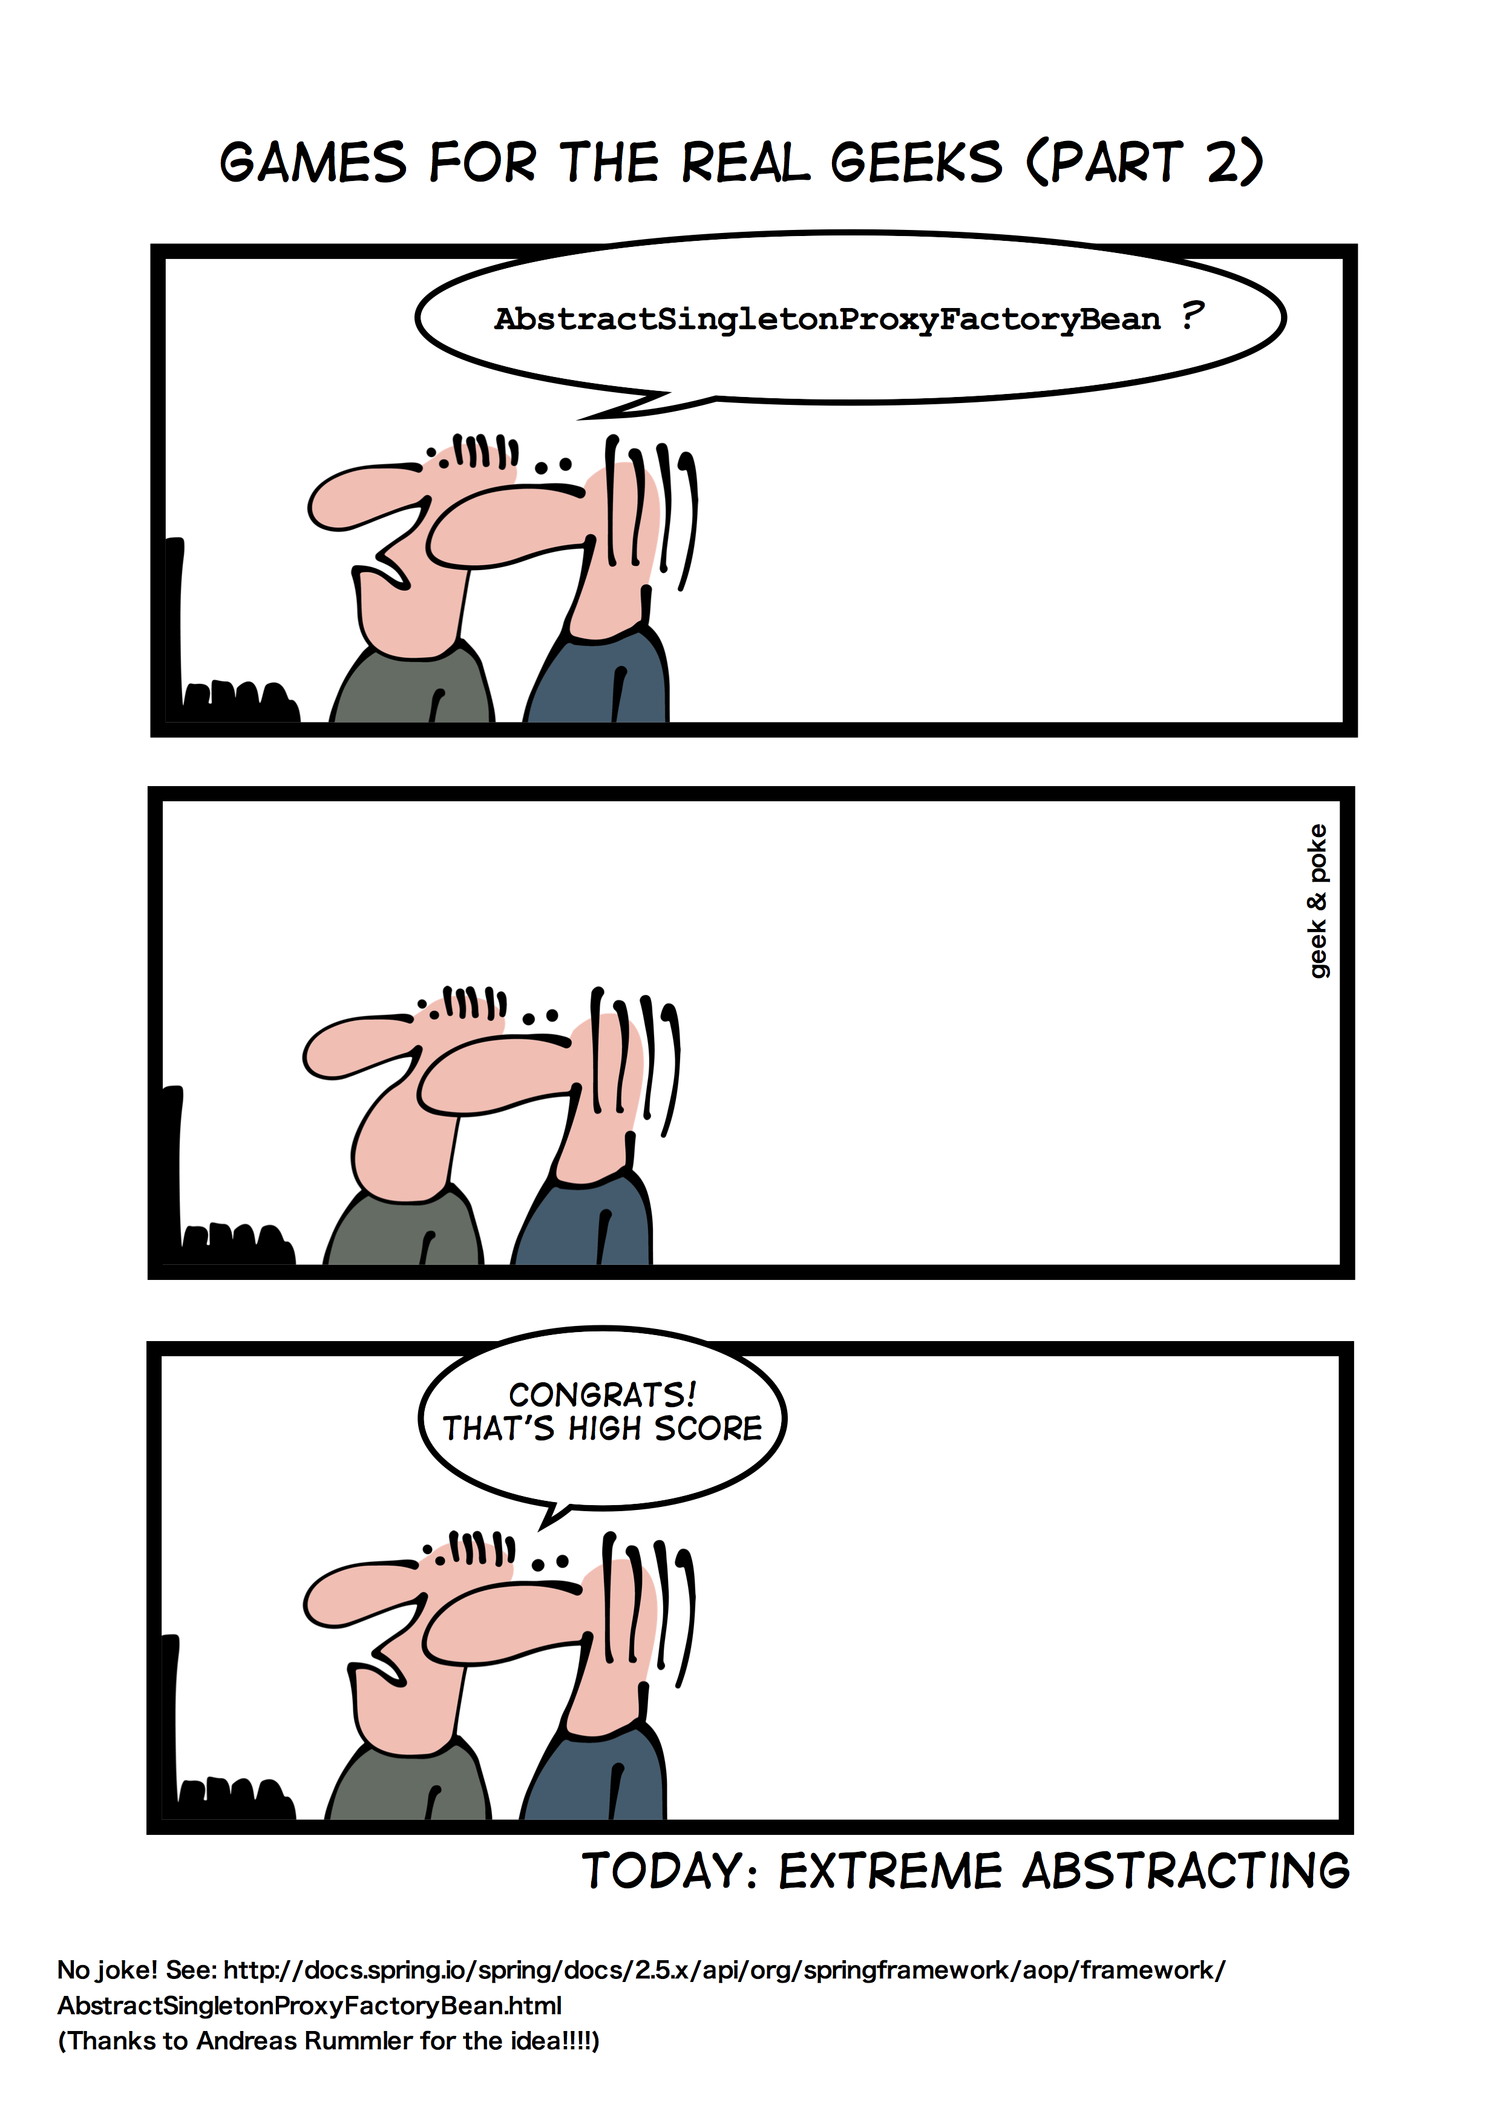 GAMES FOR THE REAL GEEKS (PART 2)
AbstractSingletonProxyFactoryBean ?
geek & poke
CONGRATS!
THAT'S HIGH SCORE
TODAY: EXTREME ABSTRACTING
No joke! See: http://docs.spring.io/spring/docs/2.5.x/api/org/springframework/aop/framework/
AbstractSingletonProxyFactoryBean.html
(Thanks to Andreas Rummler for the idea!!!!)